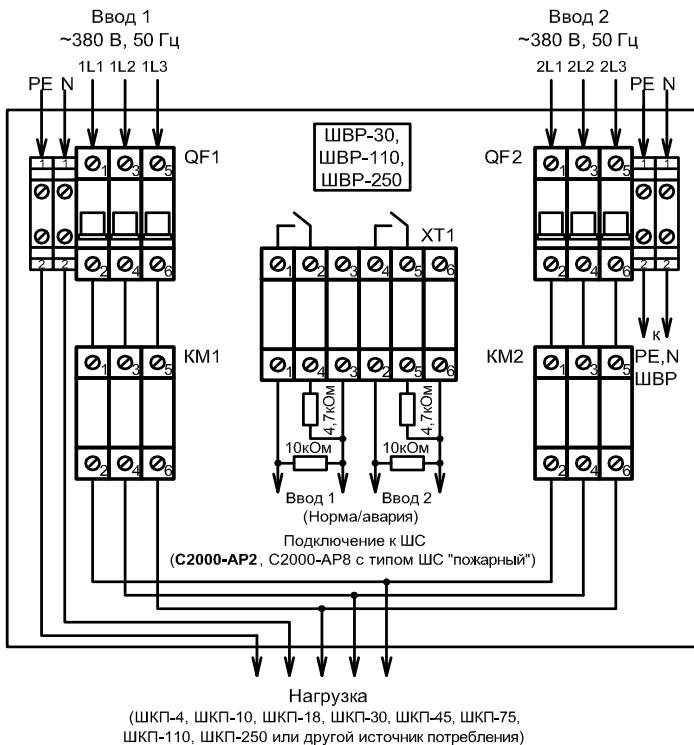 Ввод 1
~380 В, 50 Гц
PE N 1L1 1L2 1L3
Ввод 2
~380 В, 50 Гц
2L1 2L2 2L3 PE N
1 1 1 3 5 QF1
ШВР-30,
ШВР-110,
ШВР-250
QF2 1 3 5 1 1
XT1
1 2 3 4 5 6
2 2 2 4 6
2 4 6 2 2
к
PE,N
ШВР
KM1 1 3 5
1 4 3 2 5 6
KM2 1 3 5
4,7кОм
4,7кОм
10кОм
10кОм
2 4 6
2 4 6
Ввод 1
Ввод 2
(Норма/авария)
Подключение к ШС
(С2000-АР2, С2000-АР8 с типом ШС "пожарный")
Нагрузка
(ШКП-4, ШКП-10, ШКП-18, ШКП-30, ШКП-45, ШКП-75,
ШКП-110, ШКП-250 или другой источник потребления)